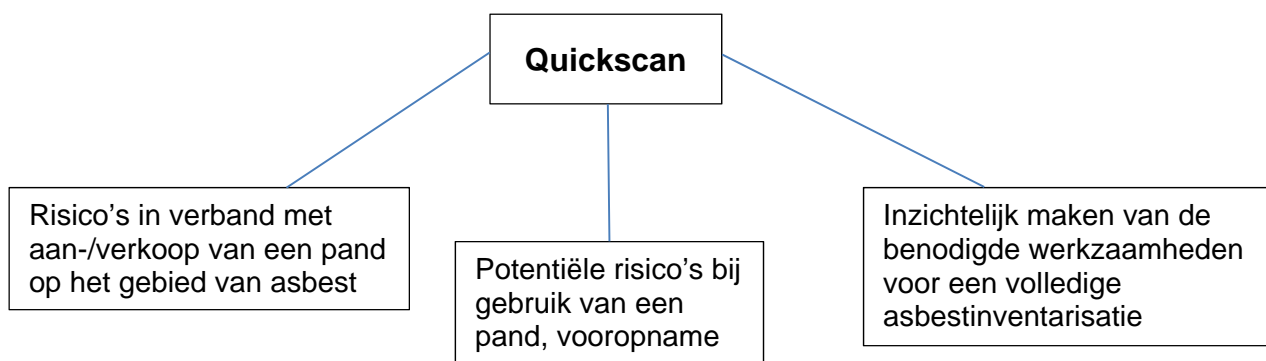 Quickscan
Risico's in verband met
aan-/verkoop van een pand
op het gebied van asbest
Potentiële risico's bij
gebruik van een
pand, vooropname
Inzichtelijk maken van de
benodigde werkzaamheden
voor een volledige
asbestinventarisatie